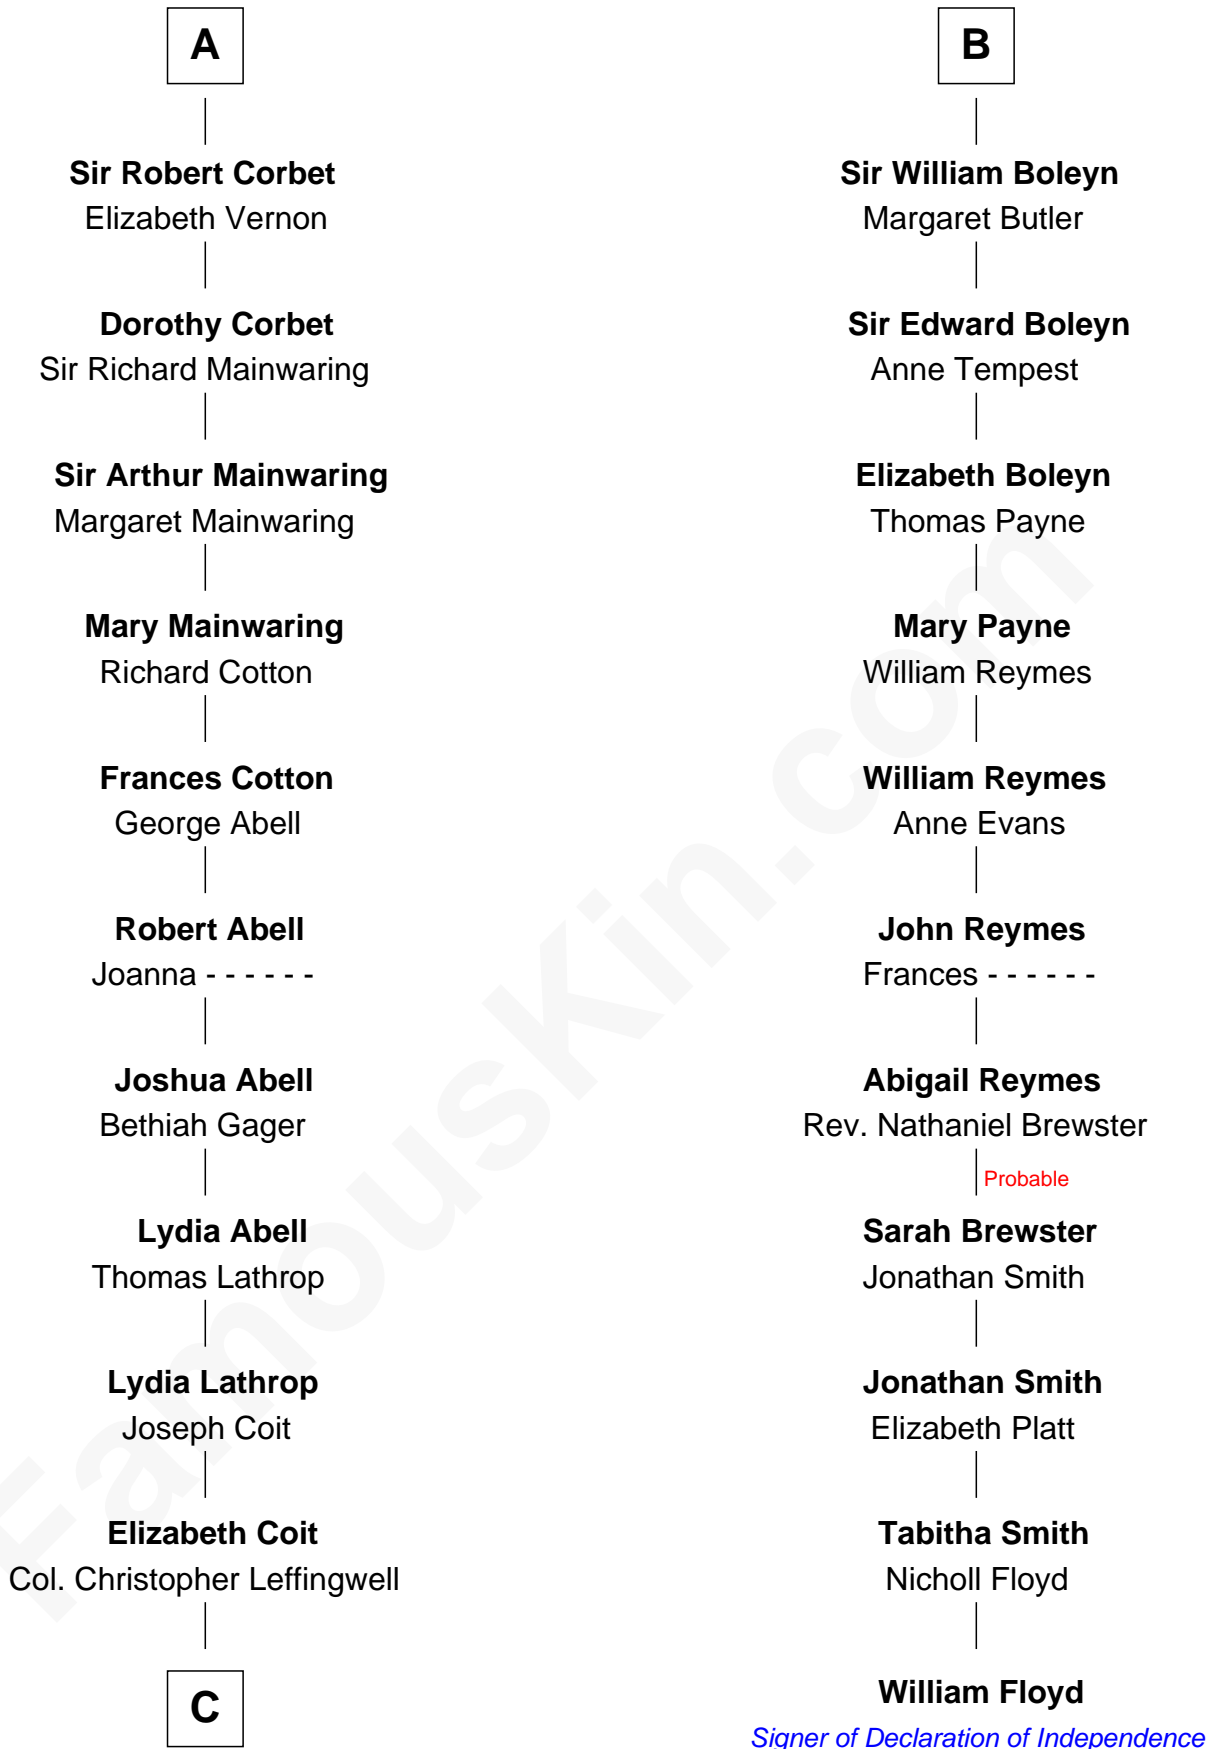 A
Sir Robert Corbet
Elizabeth Vernon
Dorothy Corbet
Sir Richard Mainwaring
Sir Arthur Mainwaring
Margaret Mainwaring
Mary Mainwaring
Richard Cotton
Frances Cotton
George Abell
Robert Abell
Joanna - - - - - -
Joshua Abell
Bethiah Gager
Lydia Abell
Thomas Lathrop
Lydia Lathrop
Joseph Coit
Elizabeth Coit
Col. Christopher Leffingwell
C
B
Sir William Boleyn
Margaret Butler
Sir Edward Boleyn
Anne Tempest
Elizabeth Boleyn
Thomas Payne
Mary Payne
William Reymes
William Reymes
Anne Evans
John Reymes
Frances - - - - - -
Abigail Reymes
Rev. Nathaniel Brewster
Probable
Sarah Brewster
Jonathan Smith
Jonathan Smith
Elizabeth Platt
Tabitha Smith
Nicholl Floyd
William Floyd
Signer of Declaration of Independence
FamousKin.com